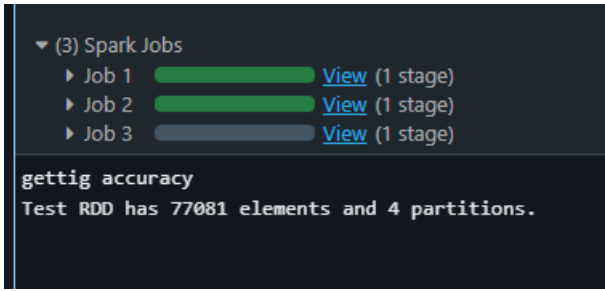 (3) Spark Jobs
Job 1 View (1 stage)
Job 2 View (1 stage)
Job 3 View (1 stage)
gettig accuracy
Test RDD has 77081 elements and 4 partitions.